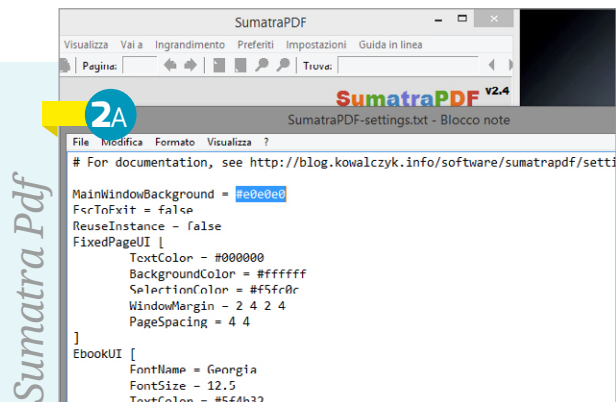 SumatraPDF
Visualizza Vai a Ingrandimento Preferiti Impostazioni Guida in linea
Pagina: Trova:
SumatraPDF v2.4
2A
SumatraPDF-settings.txt - Blocco note
File Modifica Formato Visualizza ?
# For documentation, see http://blog.kowalczyk.info/software/sumatrapdf/setti
MainWindowBackground = #e0e0e0
EscToExit = false
ReuseInstance = false
FixedPageUI [
TextColor = #000000
BackgroundColor = #ffffff
SelectionColor = #f5fc0c
WindowMargin = 2 4 2 4
PageSpacing = 4 4
]
EbookUI [
FontName = Georgia
FontSize = 12.5
TextColor = #5f4b32
Sumatra Pdf